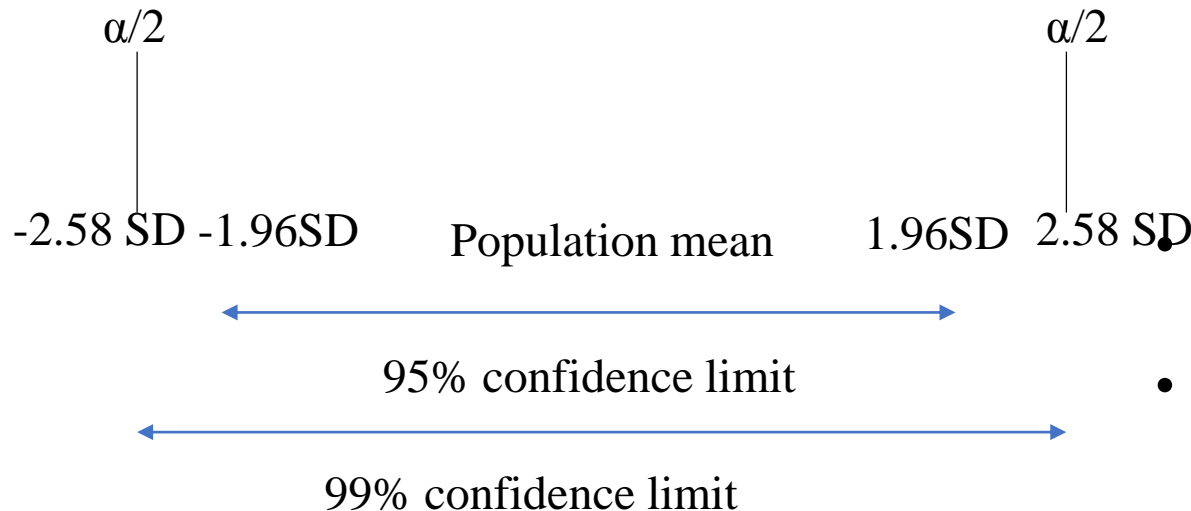 α/2 α/2
-2.58 SD -1.96SD Population mean 1.96SD 2.58 SD
95% confidence limit
99% confidence limit